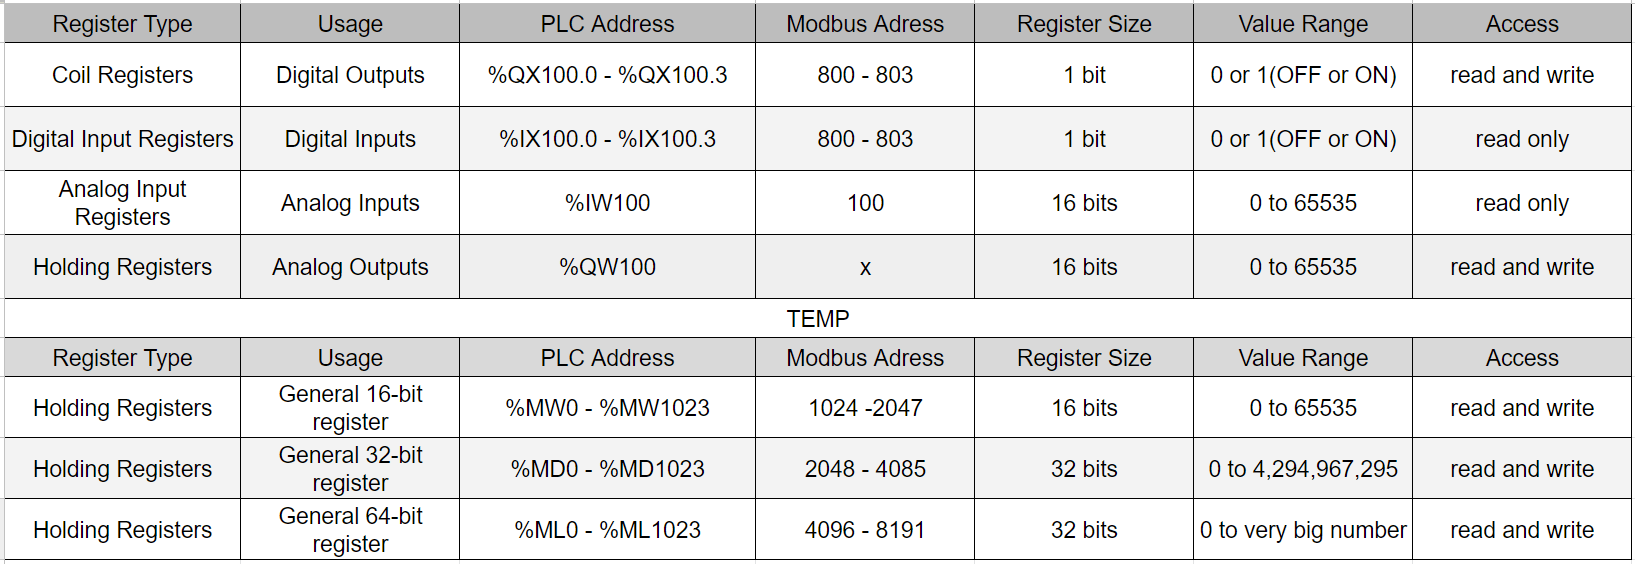 Register Type Usage PLC Address Modbus Adress Register Size Value Range Access
Coil Registers Digital Outputs %QX100.0 - %QX100.3 800 - 803 1 bit 0 or 1(OFF or ON) read and write
Digital Input Registers Digital Inputs %IX100.0 - %IX100.3 800 - 803 1 bit 0 or 1(OFF or ON) read only
Analog Input
Registers Analog Inputs %IW100 100 16 bits 0 to 65535 read only
Holding Registers Analog Outputs %QW100 x 16 bits 0 to 65535 read and write
TEMP
Register Type Usage PLC Address Modbus Adress Register Size Value Range Access
Holding Registers General 16-bit
register %MW0 - %MW1023 1024 -2047 16 bits 0 to 65535 read and write
Holding Registers General 32-bit
register %MD0 - %MD1023 2048 - 4085 32 bits 0 to 4,294,967,295 read and write
Holding Registers General 64-bit
register %ML0 - %ML1023 4096 - 8191 32 bits 0 to very big number read and write